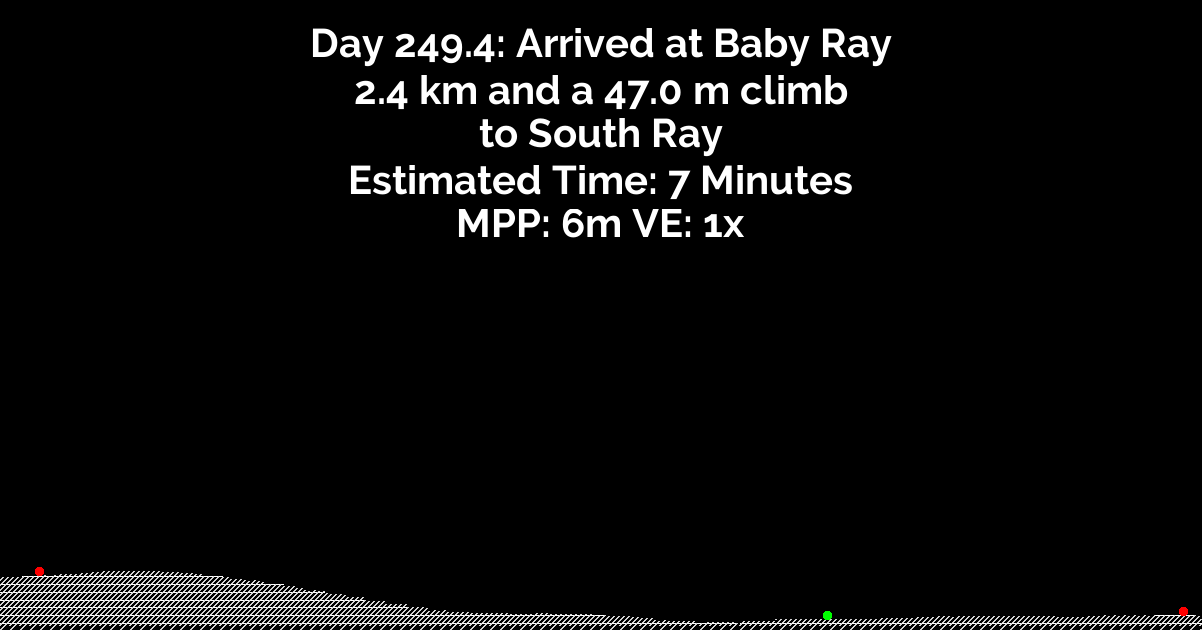 Day 249.4: Arrived at Baby Ray
2.4 km and a 47.0 m climb
to South Ray
Estimated Time: 7 Minutes
MPP: 6m VE: 1x